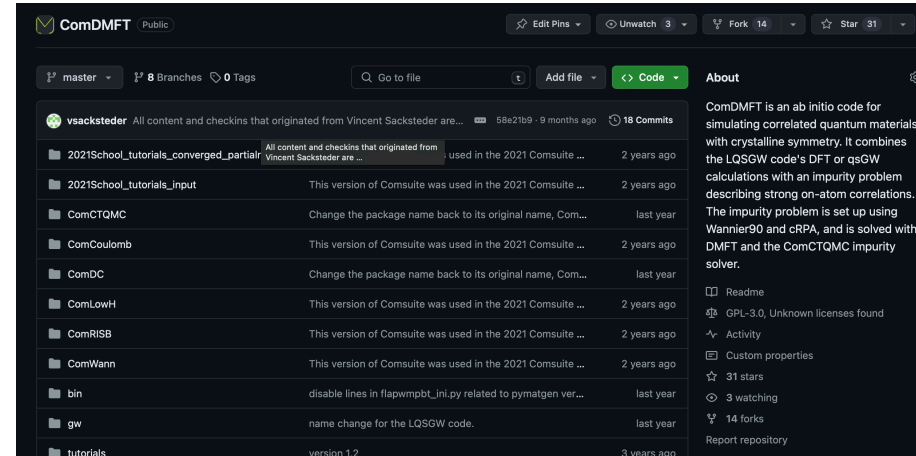 ComDMFT Public Edit Pins Unwatch 3 Fork 14 Star 31
master 8 Branches 0 Tags Go to file t Add file Code
vsacksteder All content and checkins that originated from Vincent Sacksteder are... 58e21b9 · 9 months ago 18 Commits
All content and checkins that originated from
Vincent Sacksteder are ...
2021School_tutorials_converged_partialr s used in the 2021 Comsuite ... 2 years ago
2021School_tutorials_input This version of Comsuite was used in the 2021 Comsuite ... 2 years ago
ComCTQMC Change the package name back to its original name, Com... last year
ComCoulomb This version of Comsuite was used in the 2021 Comsuite ... 2 years ago
ComDC Change the package name back to its original name, Com... last year
ComLowH This version of Comsuite was used in the 2021 Comsuite ... 2 years ago
ComRISB This version of Comsuite was used in the 2021 Comsuite ... 2 years ago
ComWann This version of Comsuite was used in the 2021 Comsuite ... 2 years ago
bin disable lines in flapwmbpt_ini.py related to pymatgen ver... last year
gw name change for the LQSGW code. last year
tutorials version 1.2 3 years ago
About
ComDMFT is an ab initio code for
simulating correlated quantum materials
with crystalline symmetry. It combines
the LQSGW code's DFT or qsGW
calculations with an impurity problem
describing strong on-atom correlations.
The impurity problem is set up using
Wannier90 and cRPA, and is solved with
DMFT and the ComCTQMC impurity
solver.
Readme
GPL-3.0, Unknown licenses found
Activity
Custom properties
31 stars
3 watching
14 forks
Report repository